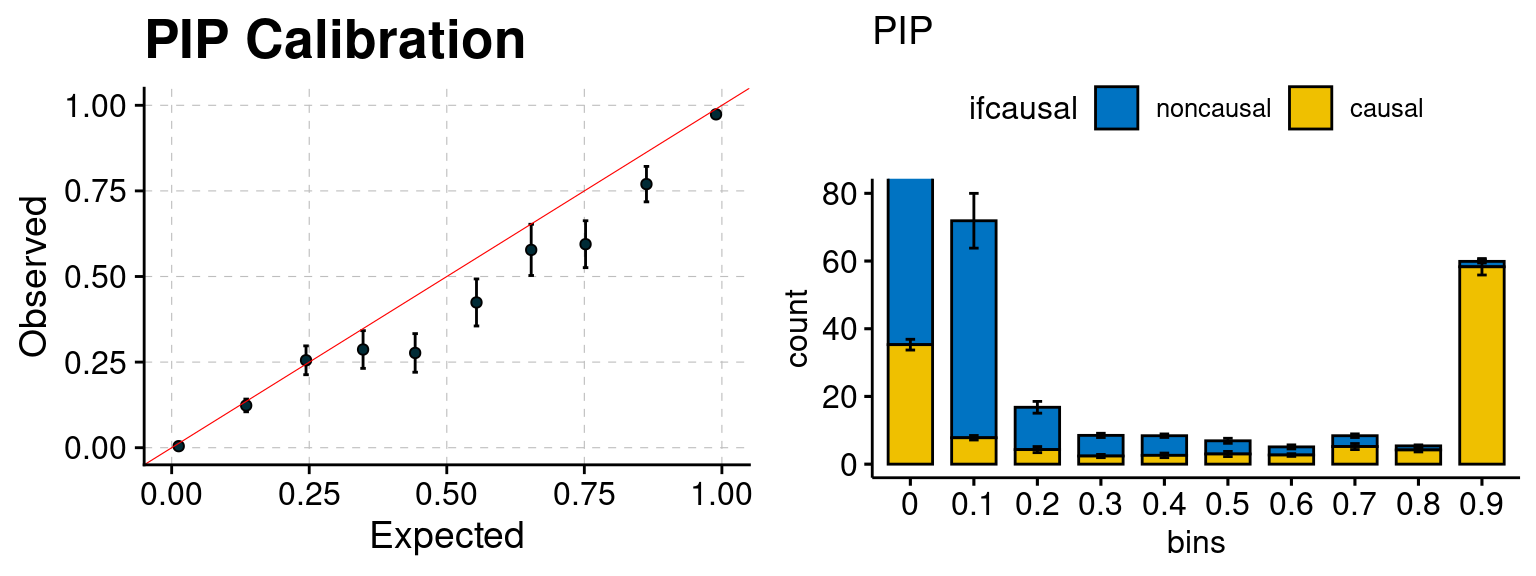 PIP Calibration
1.00
0.75
0.50
0.25
0.00
Observed
0.00 0.25 0.50 0.75 1.00
Expected
PIP
ifcausal noncausal causal
80
60
40
20
0
count
0 0.1 0.2 0.3 0.4 0.5 0.6 0.7 0.8 0.9
bins